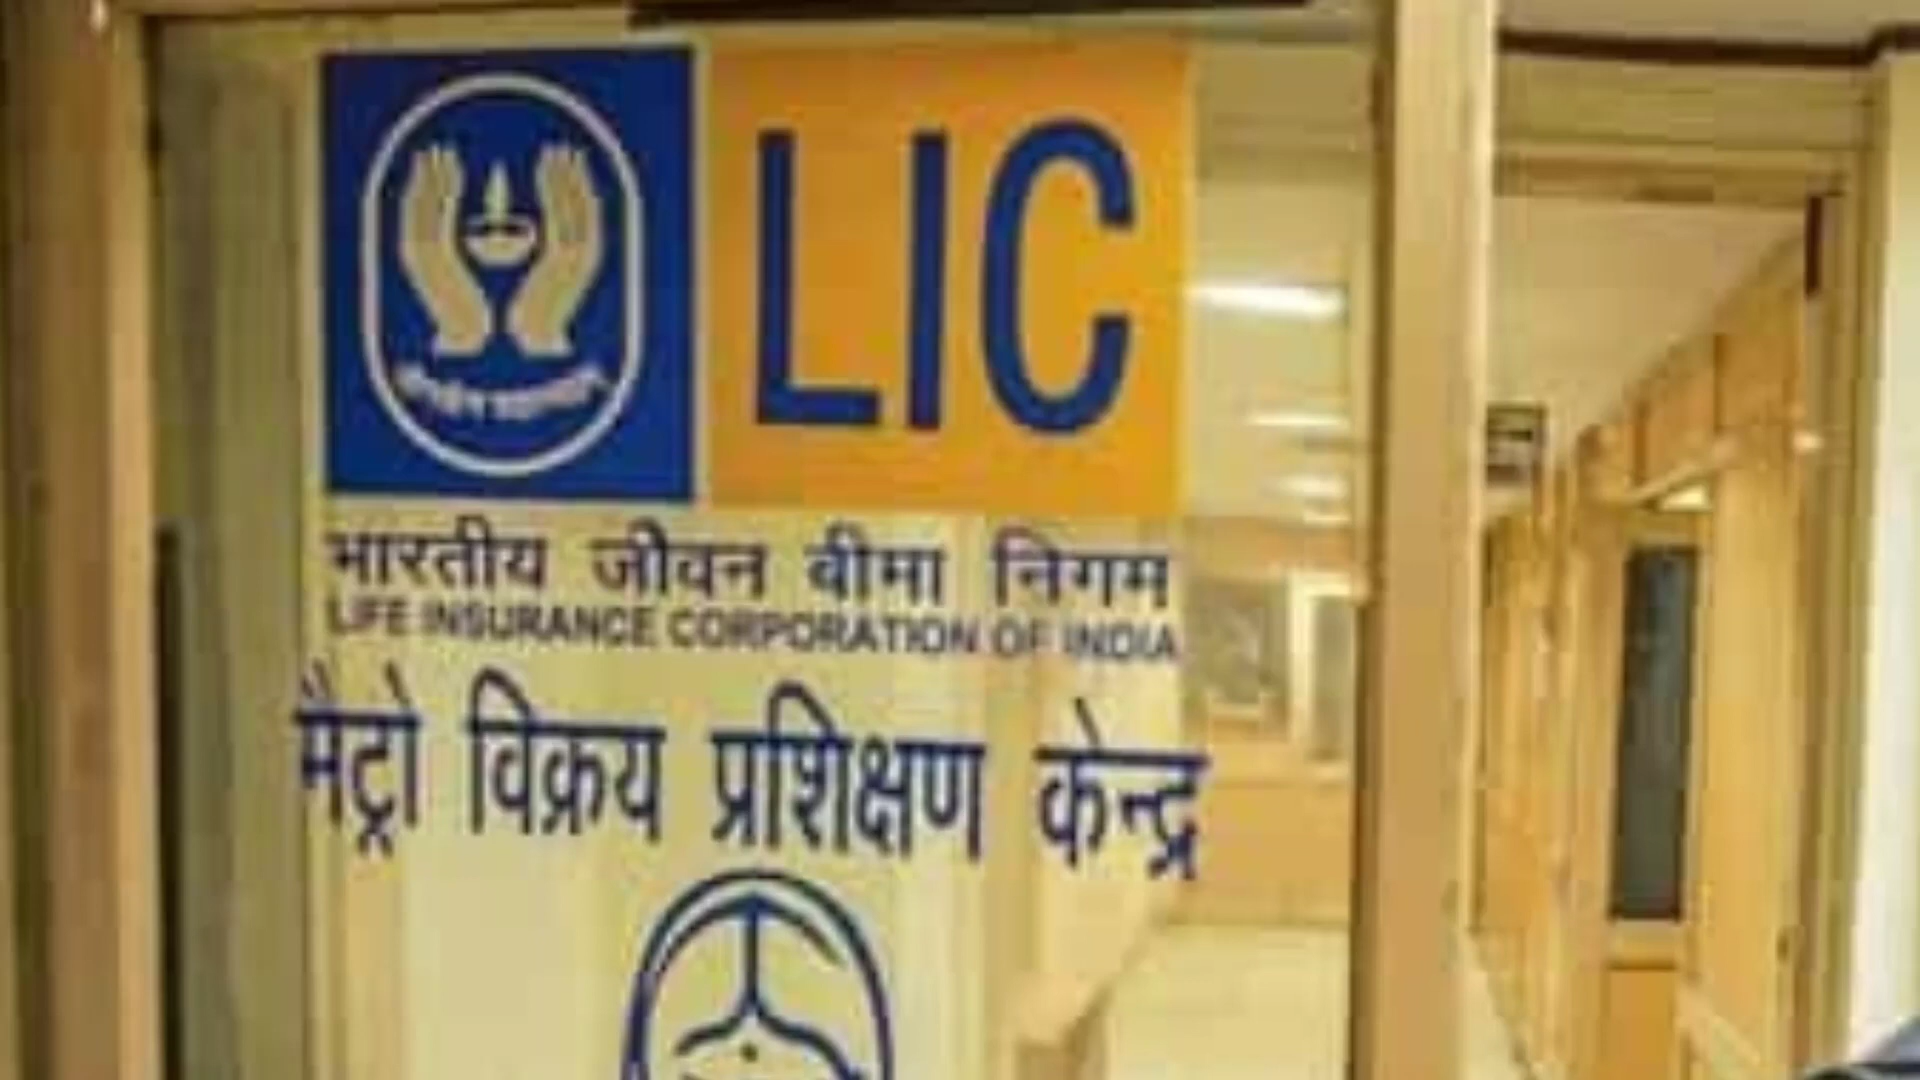 LIC
भारतीय जीवन बीमा निगम
LIFE INSURANCE CORPORATION OF INDIA
मैट्रो विक्रय प्रशिक्षण केन्द्र